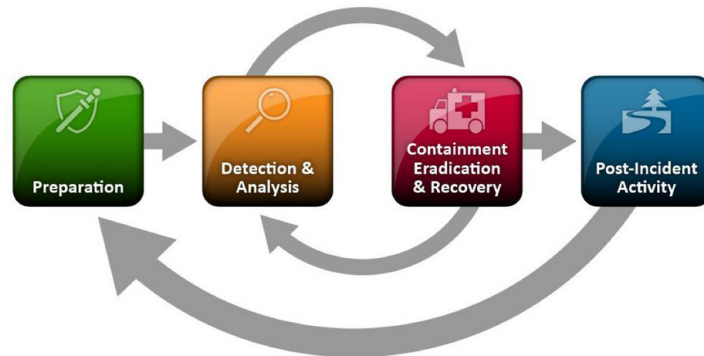 Preparation
Detection &
Analysis
Containment
Eradication
& Recovery
Post-Incident
Activity